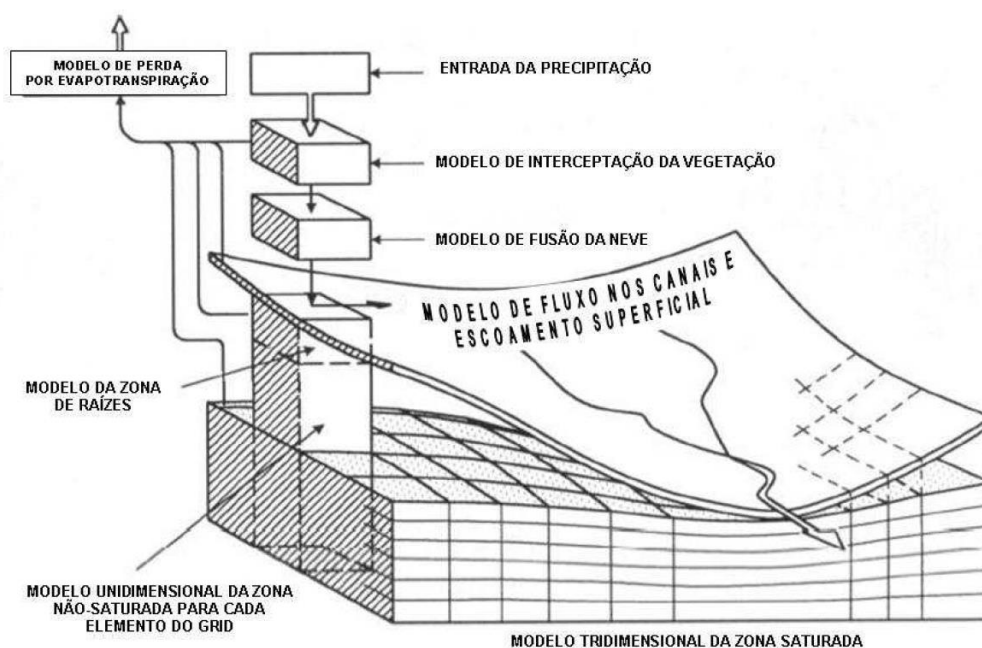 MODELO DE PERDA
POR EVAPOTRANSPIRAÇÃO
ENTRADA DA PRECIPITAÇÃO
MODELO DE INTERCEPTAÇÃO DA VEGETAÇÃO
MODELO DE FUSÃO DA NEVE
MODELO DE FLUXO NOS CANAIS E
ESCOAMENTO SUPERFICIAL
MODELO DA ZONA
DE RAÍZES
MODELO UNIDIMENSIONAL DA ZONA
NÃO-SATURADA PARA CADA
ELEMENTO DO GRID
MODELO TRIDIMENSIONAL DA ZONA SATURADA